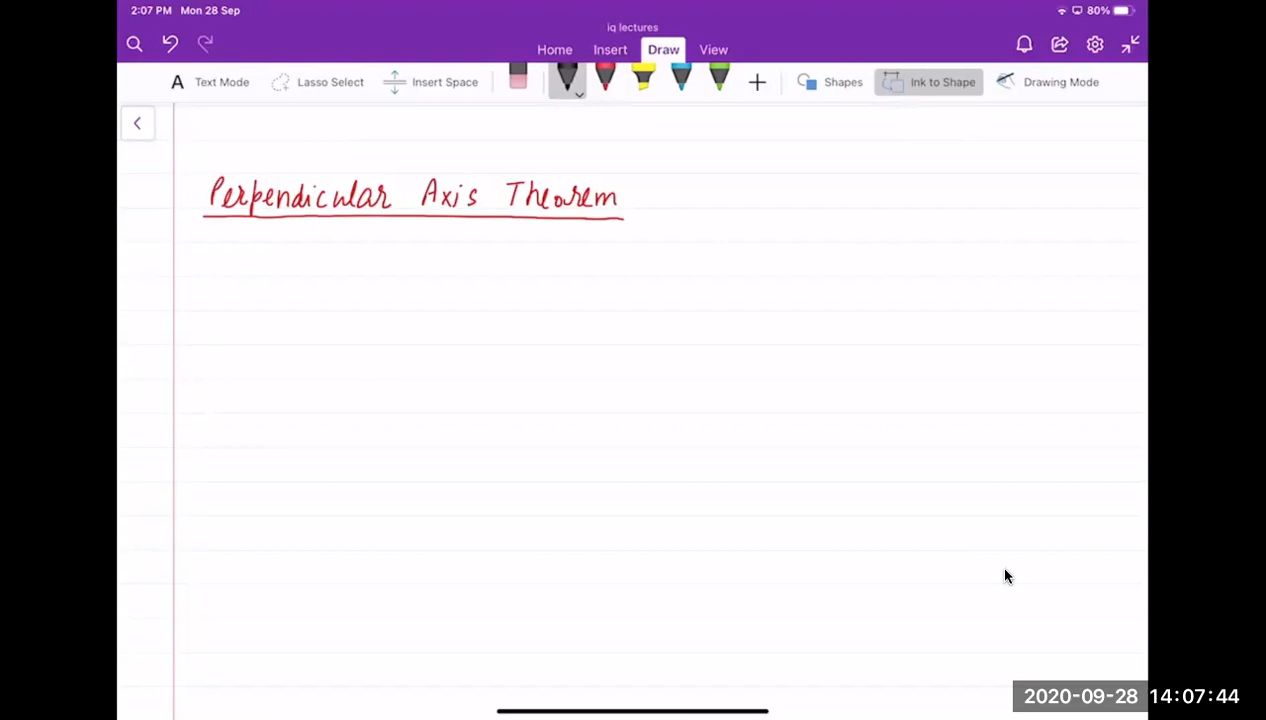 2:07 PM Mon 28 Sep 80%
iq lectures
Home Insert Draw View
A Text Mode Lasso Select Insert Space Shapes Ink to Shape Drawing Mode
Perpendicular Axis Theorem
2020-09-28 14:07:44